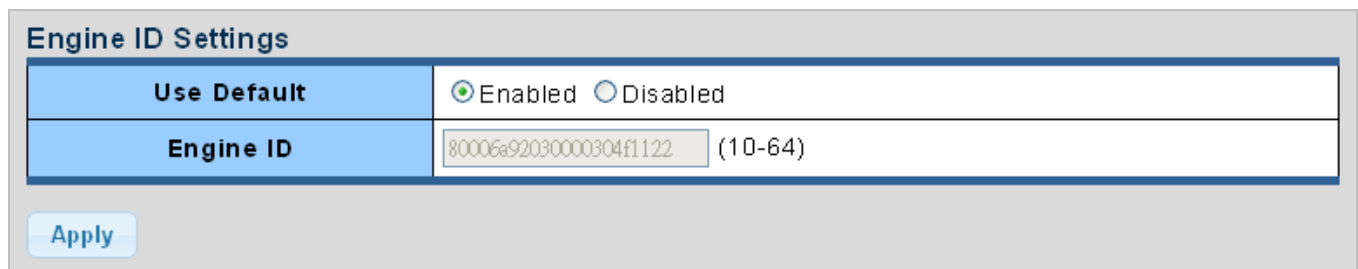 Engine ID Settings
Use Default Enabled Disabled
Engine ID 80006a92030000304f1122 (10-64)
Apply